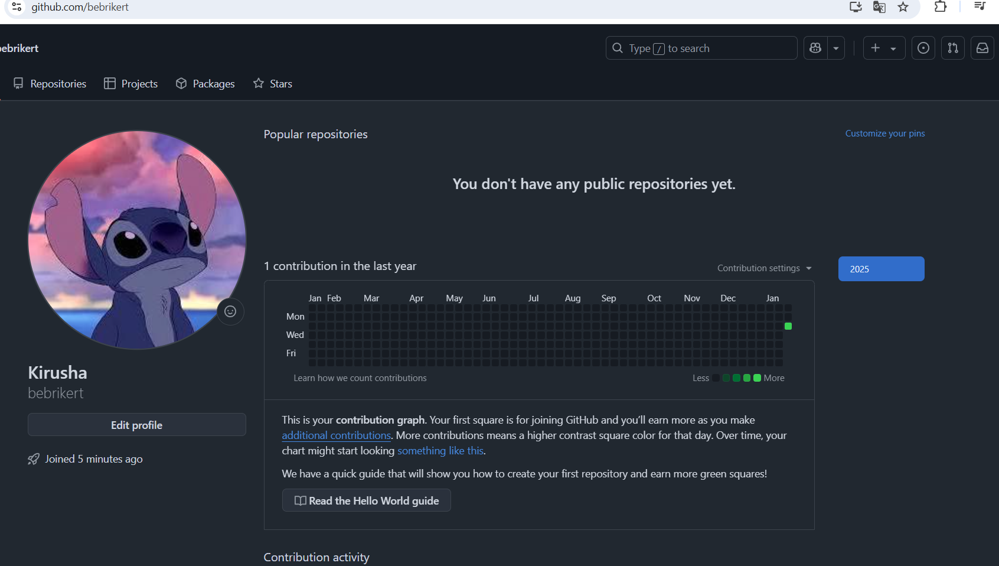 github.com/bebrikert
bebrikert
Type / to search
Repositories
Projects
Packages
Stars
Popular repositories
Customize your pins
You don't have any public repositories yet.
1 contribution in the last year
Contribution settings
2025
Jan Feb Mar Apr May Jun Jul Aug Sep Oct Nov Dec Jan
Mon
Wed
Fri
Learn how we count contributions
Less
More
Kirusha
bebrikert
Edit profile
Joined 5 minutes ago
This is your contribution graph. Your first square is for joining GitHub and you’ll earn more as you make
additional contributions. More contributions means a higher contrast square color for that day. Over time, your
chart might start looking something like this.
We have a quick guide that will show you how to create your first repository and earn more green squares!
Read the Hello World guide
Contribution activity